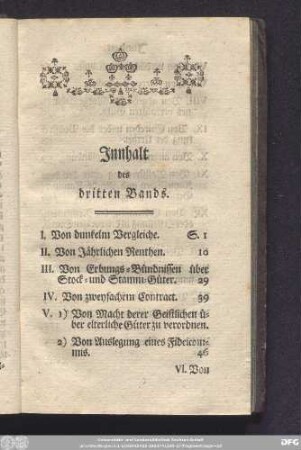 Innhalt
des
dritten Bands.
I. Von dunkelm Vergleiche. S. 1
II. Von Jährlichen Renthen. 10
III. Von Erbungs-Bündnissen über
Stock- und Stamm-Güter. 29
IV. Von zweyfachem Contract. 39
V. 1) Von Macht derer Geistlichen ü-
ber elterliche Güter zu verordnen.
2) Von Auslegung eines Fideicom-
miss. 46
VI. Von